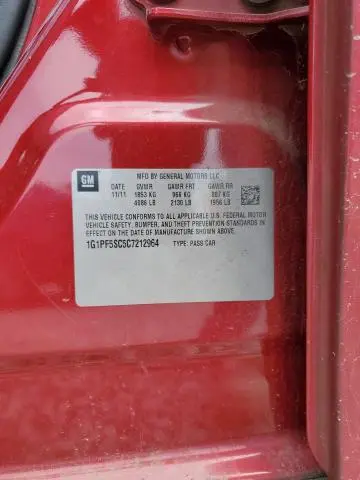 GM
MFD BY GENERAL MOTORS LLC
DATE GVWR GAWR FRT GAWR RR
11/11 1853 KG 966 KG 887 KG
4086 LB 2130 LB 1956 LB
THIS VEHICLE CONFORMS TO ALL APPLICABLE U.S. FEDERAL MOTOR
VEHICLE SAFETY, BUMPER, AND THEFT PREVENTION STANDARDS IN
EFFECT ON THE DATE OF MANUFACTURE SHOWN ABOVE.
1G1PF5SC5C7212964 TYPE: PASS CAR